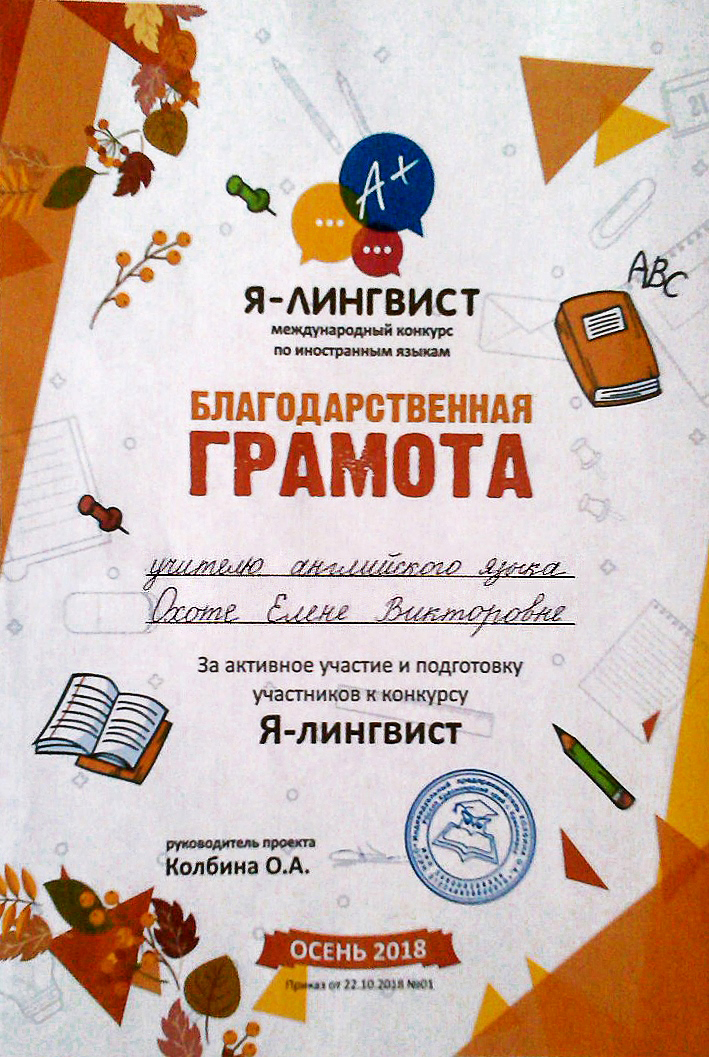 A+
Я-ЛИНГВИСТ
международный конкурс
по иностранным языкам
ABC
21
БЛАГОДАРСТВЕННАЯ
ГРАМОТА
учителю английского языка
Охоте Елене Викторовне
За активное участие и подготовку
участников к конкурсу
Я-лингвист
руководитель проекта
Колбина О.А.
ОСЕНЬ 2018
Приказ от 22.10.2018 №01